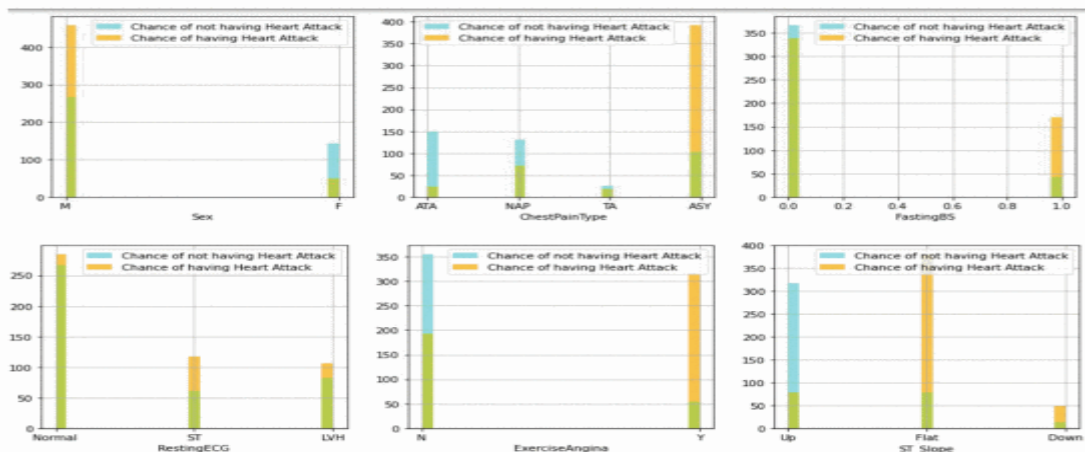 Chance of not having Heart Attack
Chance of having Heart Attack
400
300
200
100
0
M
F
Sex
Chance of not having Heart Attack
Chance of having Heart Attack
400
350
300
250
200
150
100
50
0
ATA NAP TA ASY
ChestPainType
Chance of not having Heart Attack
Chance of having Heart Attack
350
300
250
200
150
100
50
0
0.0 0.2 0.4 0.6 0.8 1.0
FastingBS
Chance of not having Heart Attack
Chance of having Heart Attack
250
200
150
100
50
0
Normal ST LVH
RestingECG
Chance of not having Heart Attack
Chance of having Heart Attack
350
300
250
200
150
100
50
0
N Y
ExerciseAngina
Chance of not having Heart Attack
Chance of having Heart Attack
400
350
300
250
200
150
100
50
0
Up Flat Down
ST_Slope